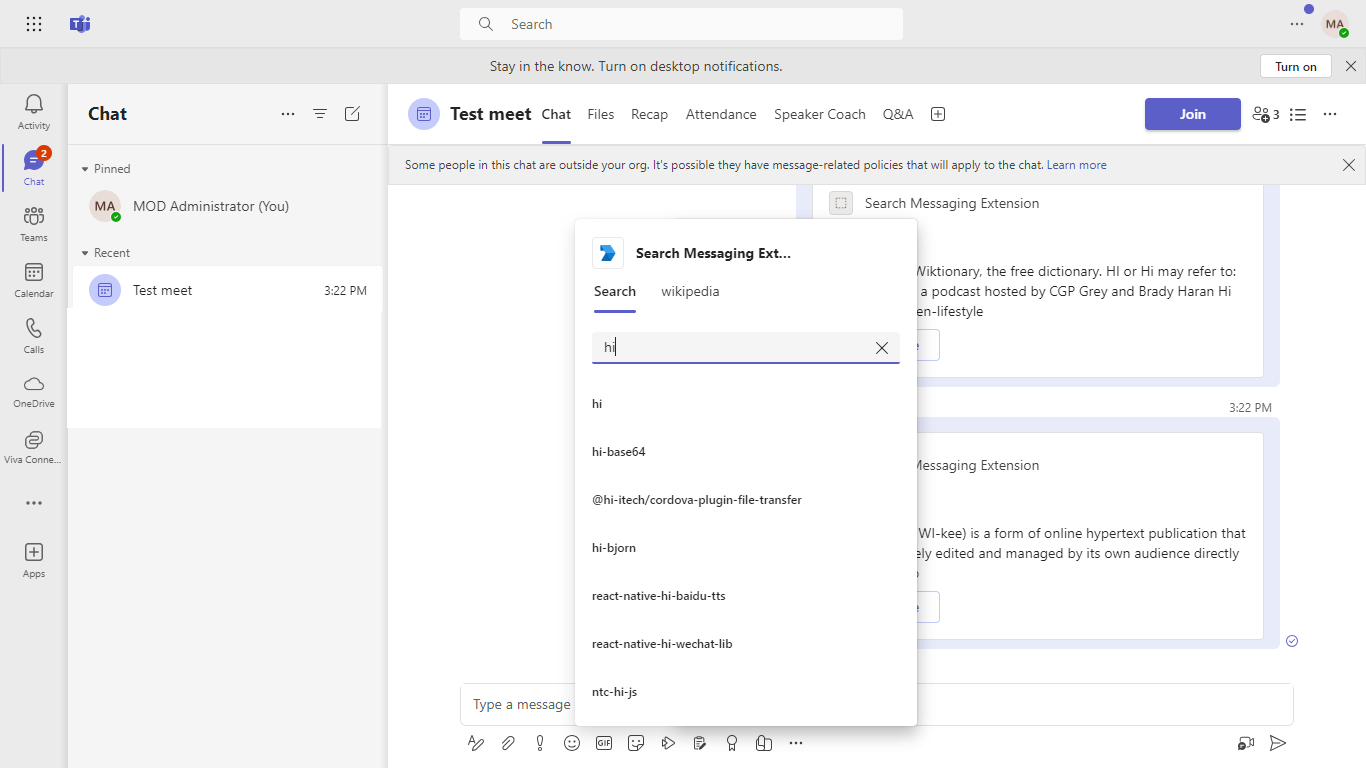 Search
MA
Stay in the know. Turn on desktop notifications.
Turn on
Activity
2
Chat
Teams
Calendar
Calls
OneDrive
Viva Conne...
Apps
Chat
Pinned
MA
MOD Administrator (You)
Recent
Test meet
3:22 PM
Test meet
Chat
Files
Recap
Attendance
Speaker Coach
Q&A
Join
3
Some people in this chat are outside your org. It's possible they have message-related policies that will apply to the chat. Learn more
Search Messaging Extension
Wiktionary, the free dictionary. HI or Hi may refer to:
a podcast hosted by CGP Grey and Brady Haran Hi
en-lifestyle
3:22 PM
Messaging Extension
WI-kee) is a form of online hypertext publication that
ely edited and managed by its own audience directly
Search Messaging Ext...
Search
wikipedia
hi
hi
hi-base64
@hi-itech/cordova-plugin-file-transfer
hi-bjorn
react-native-hi-baidu-tts
react-native-hi-wechat-lib
ntc-hi-js
Type a message
GIF